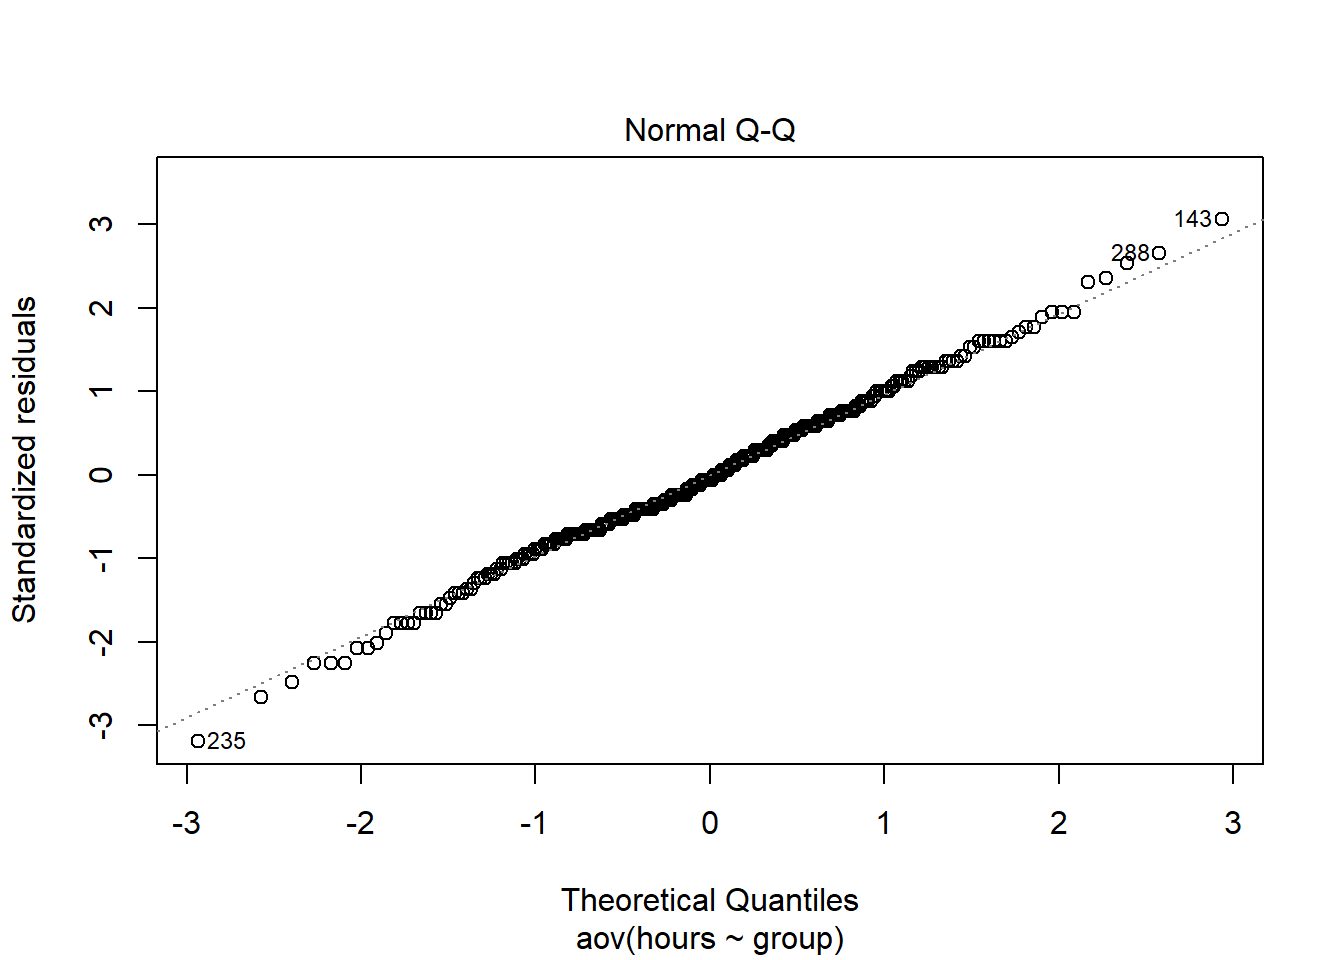 Normal Q-Q
Standardized residuals
3
2
1
0
-1
-2
-3
143
288
235
-3 -2 -1 0 1 2 3
Theoretical Quantiles
aov(hours ~ group)